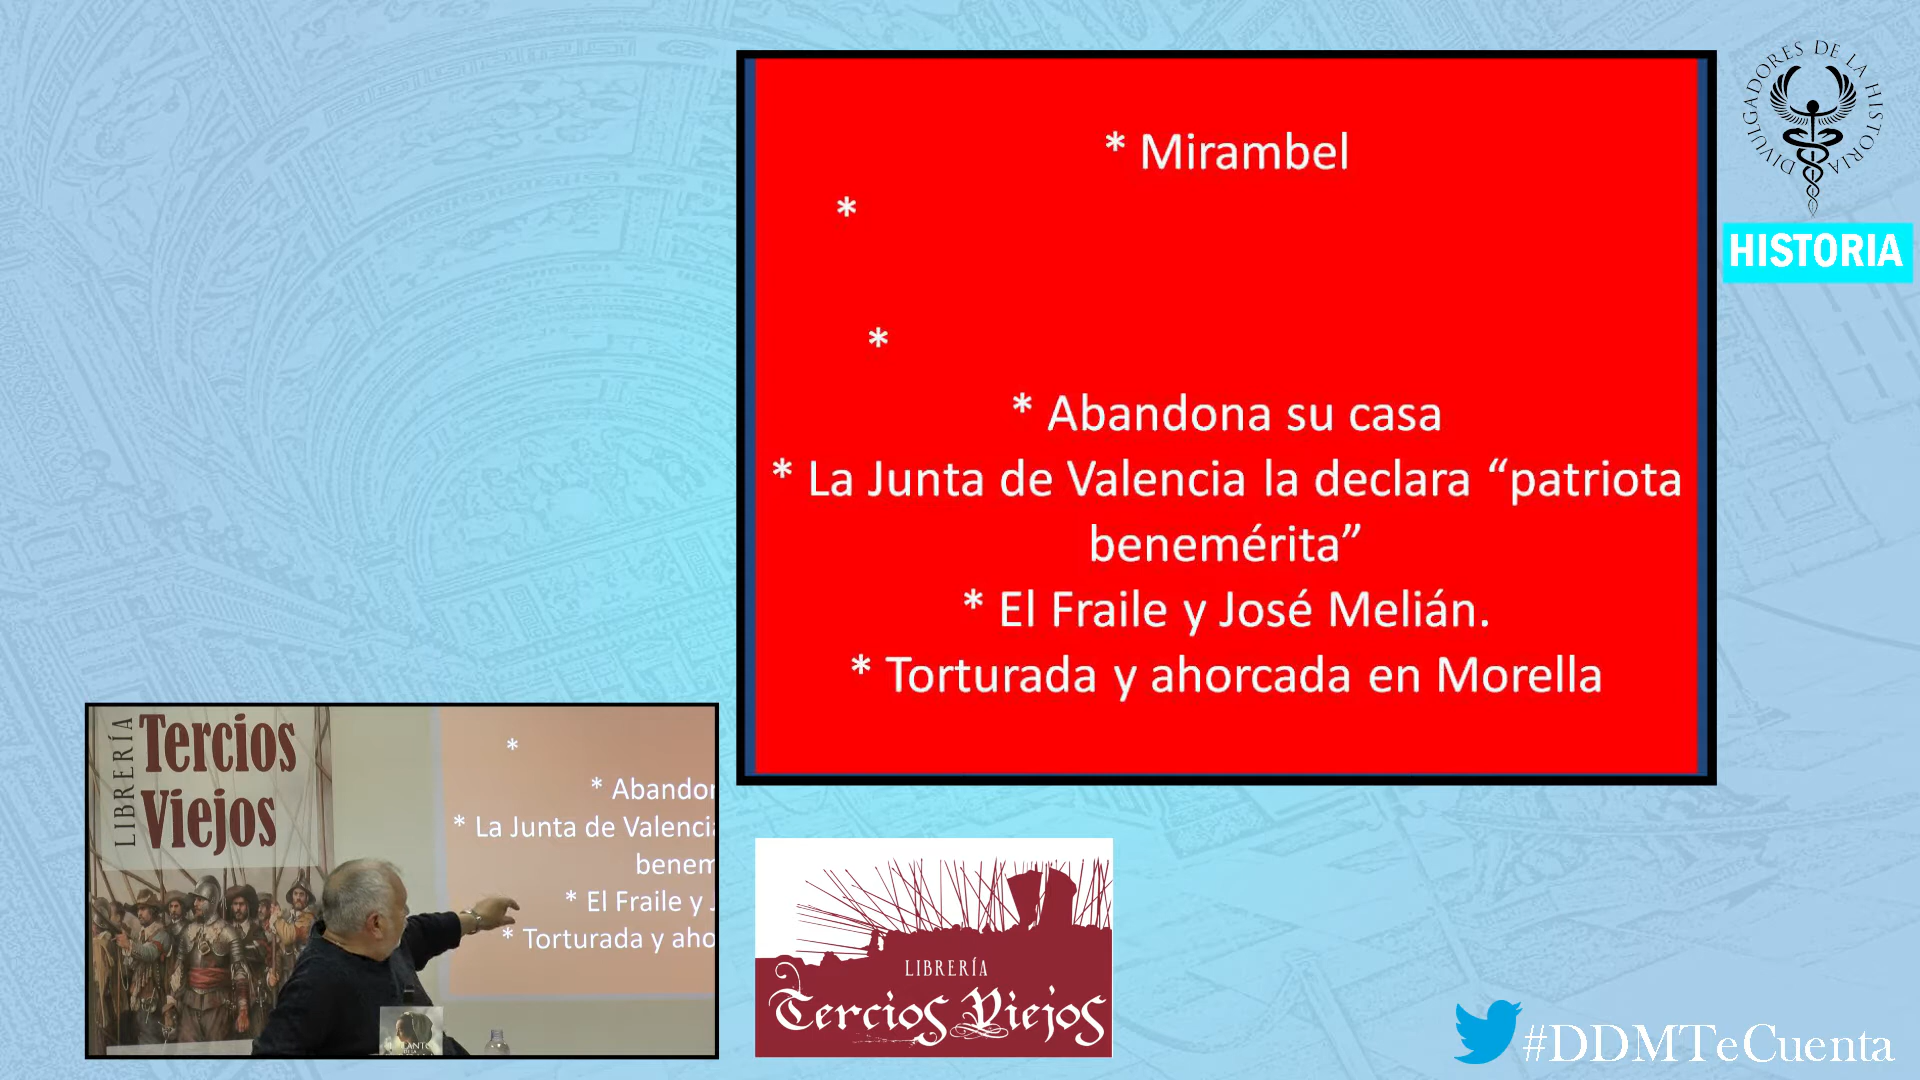 * Mirambel
*
*
* Abandona su casa
* La Junta de Valencia la declara “patriota
benemérita”
* El Fraile y José Melián.
* Torturada y ahorcada en Morella
DIVULGADORES DE LA HISTORIA
HISTORIA
LIBRERÍA
Tercios
Viejos
*
* Abandon
* La Junta de Valencia
benem
* El Fraile y J
* Torturada y aho
LIBRERÍA
Tercios Viejos
#DDMTeCuenta